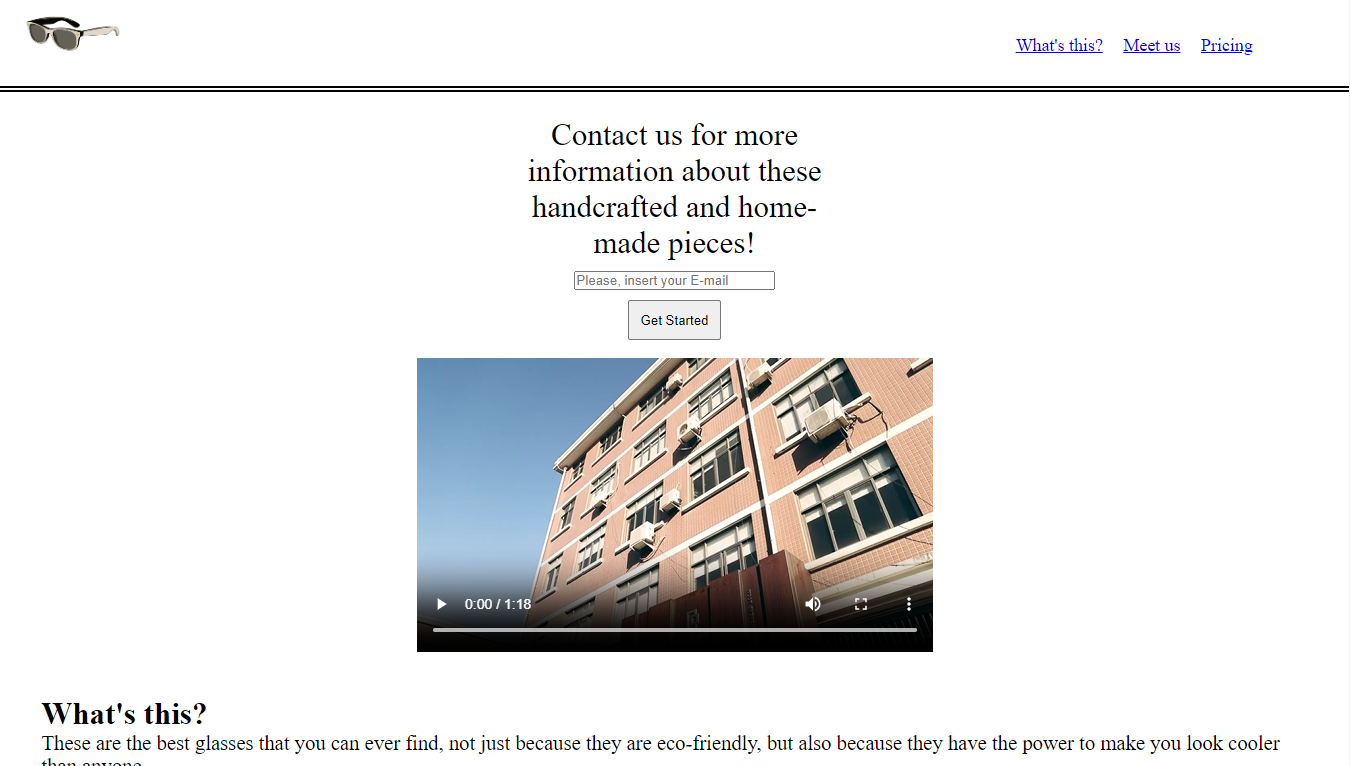 What's this? Meet us Pricing
Contact us for more
information about these
handcrafted and home-
made pieces!
Please, insert your E-mail
Get Started
0:00 / 1:18
What's this?
These are the best glasses that you can ever find, not just because they are eco-friendly, but also because they have the power to make you look cooler
than anyone